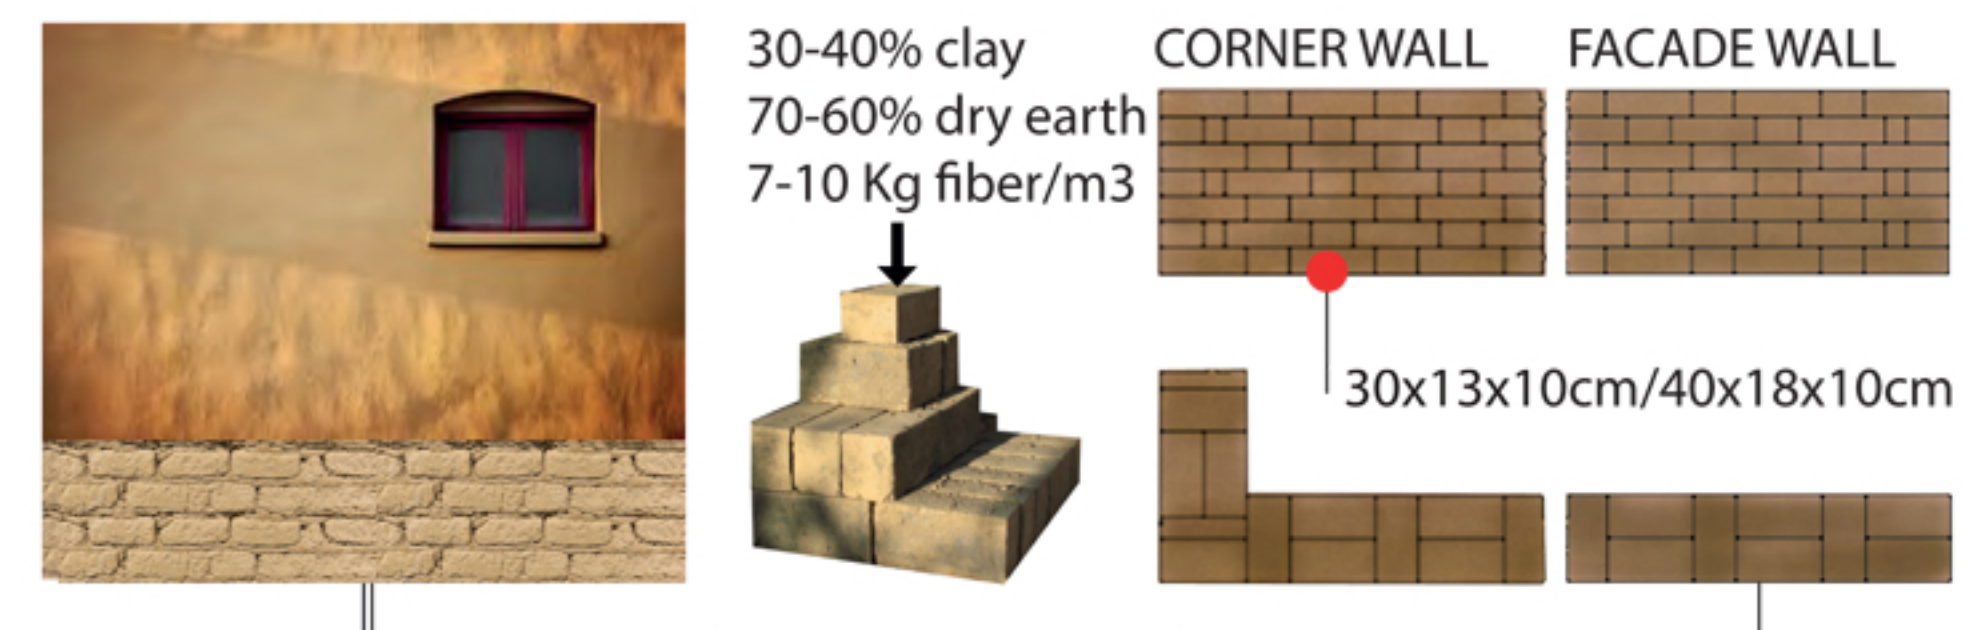 30-40% clay
70-60% dry earth
7-10 Kg fiber/m3
CORNER WALL
FACADE WALL
30x13x10cm/40x18x10cm